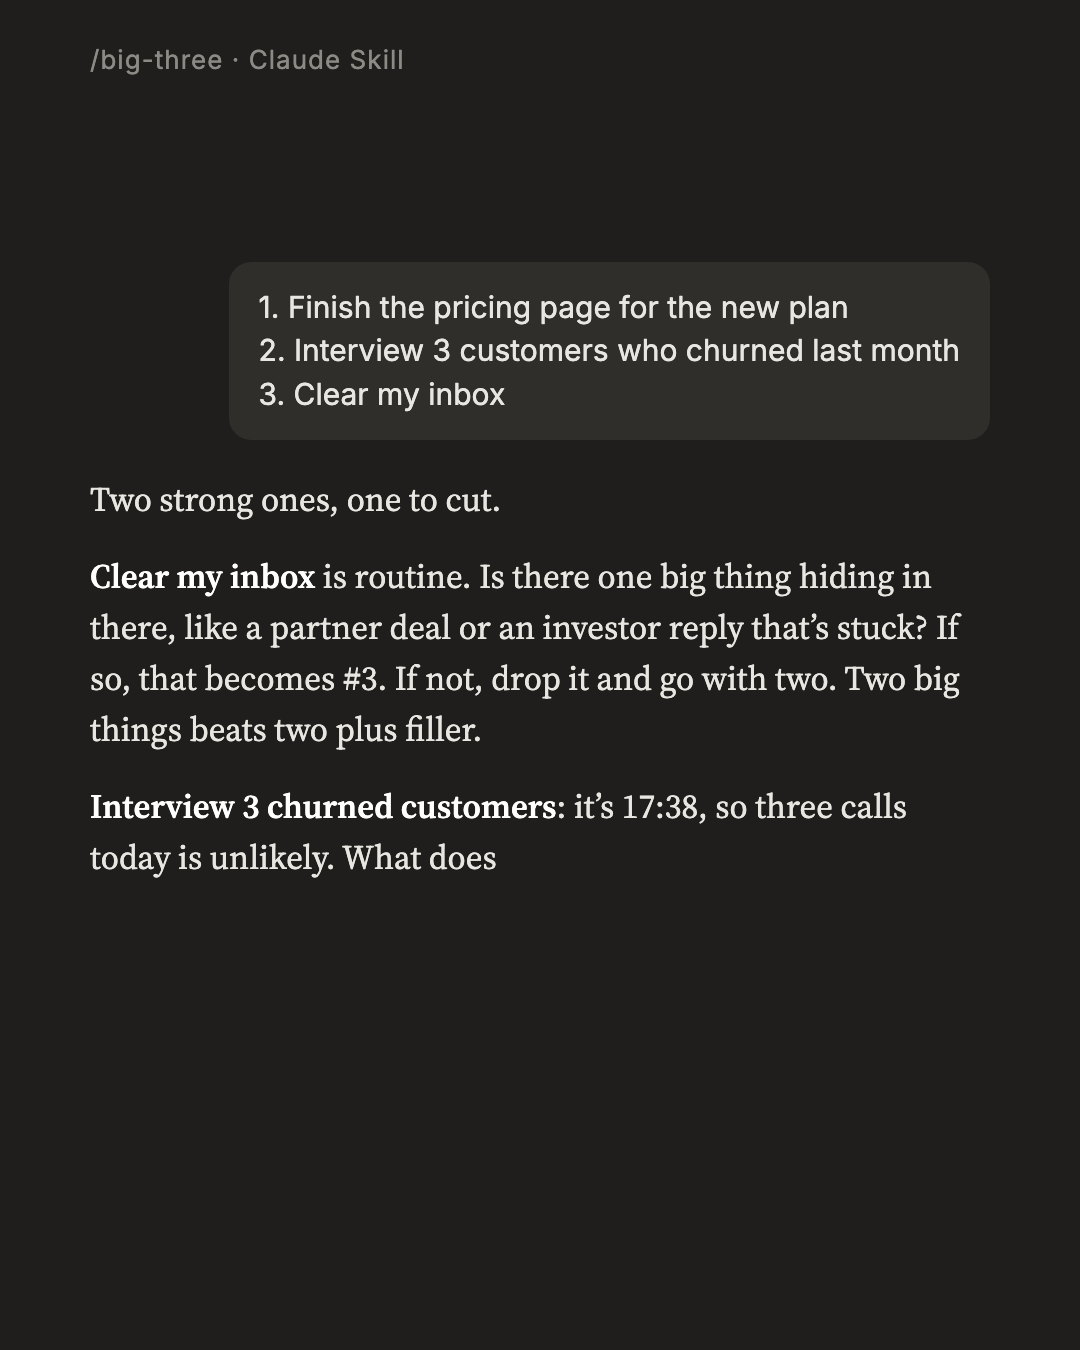 /big-three · Claude Skill
1. Finish the pricing page for the new plan
2. Interview 3 customers who churned last month
3. Clear my inbox
Two strong ones, one to cut.
Clear my inbox is routine. Is there one big thing hiding in
there, like a partner deal or an investor reply that’s stuck? If
so, that becomes #3. If not, drop it and go with two. Two big
things beats two plus filler.
Interview 3 churned customers: it’s 17:38, so three calls
today is unlikely. What does